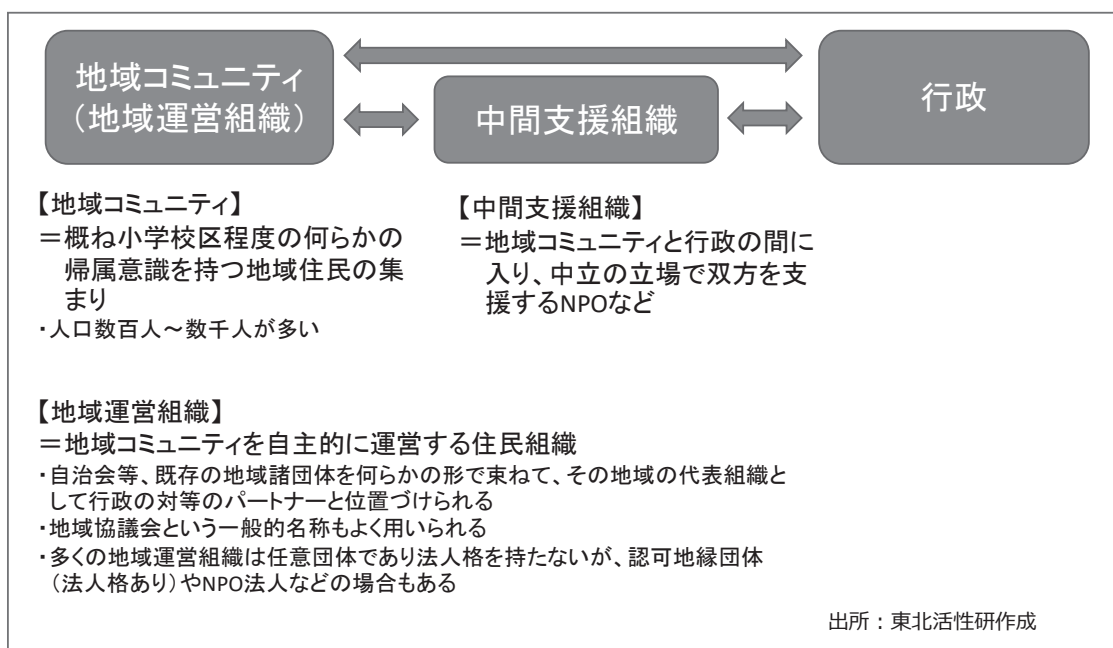 地域コミュニティ
（地域運営組織）
中間支援組織
行政
【地域コミュニティ】
＝概ね小学校区程度の何らかの
帰属意識を持つ地域住民の集
まり
・人口数百人～数千人が多い
【中間支援組織】
＝地域コミュニティと行政の間に
入り、中立の立場で双方を支
援するNPOなど
【地域運営組織】
＝地域コミュニティを自主的に運営する住民組織
・自治会等、既存の地域諸団体を何らかの形で束ねて、その地域の代表組織と
して行政の対等のパートナーと位置づけられる
・地域協議会という一般的名称もよく用いられる
・多くの地域運営組織は任意団体であり法人格を持たないが、認可地縁団体
（法人格あり）やNPO法人などの場合もある
出所：東北活性研作成